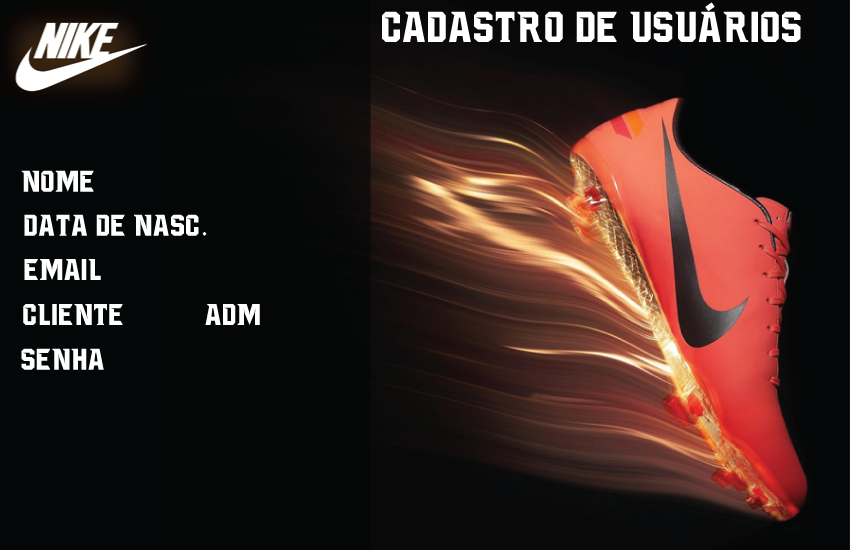 NIKE
CADASTRO DE USUÁRIOS
NOME
DATA DE NASC.
EMAIL
CLIENTE ADM
SENHA